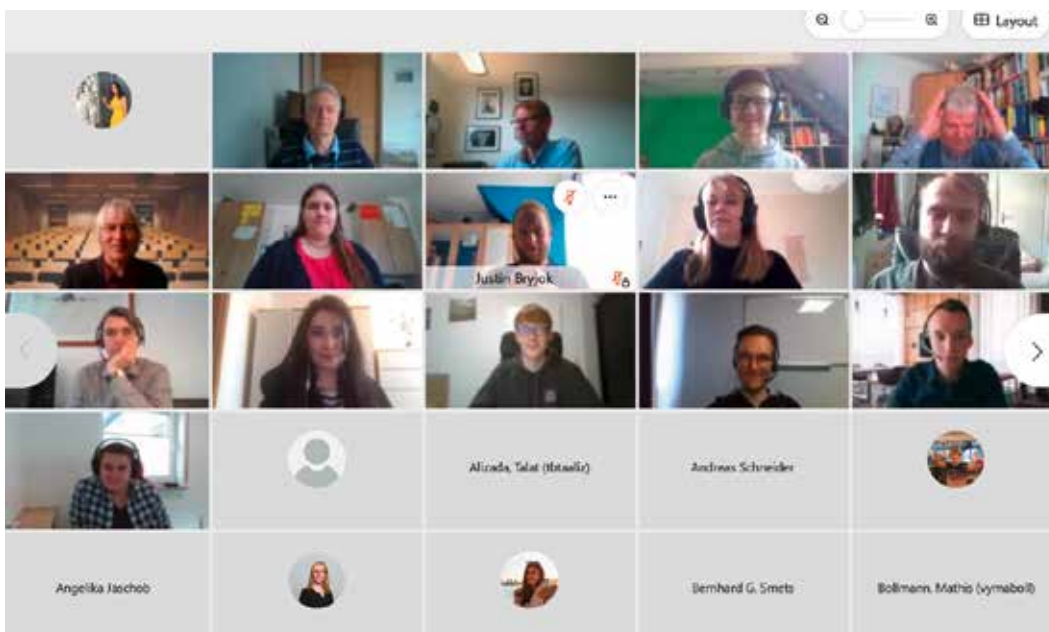 Layout
Justin Bryjok
Alizada, Talat (tbtaaliz)
Andreas Schneider
Angelika Jaschob
Bernhard G. Smets
Bollmann, Mathis (vymaboll)